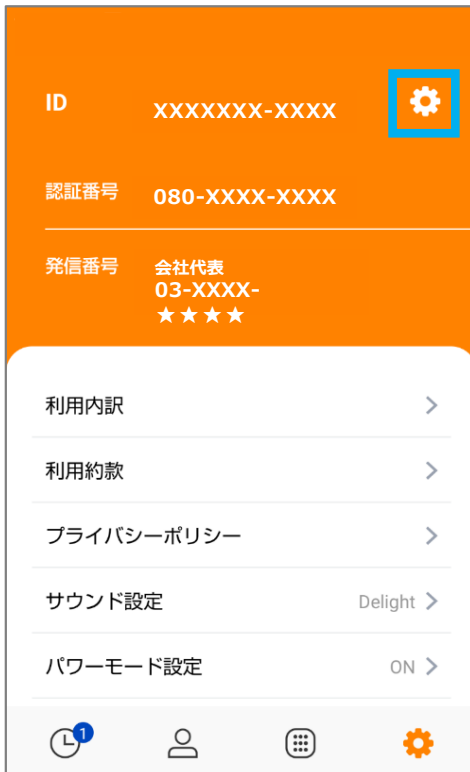 ID XXXXXXX-XXXX
認証番号 080-XXXX-XXXX
発信番号 会社代表
03-XXXX-
★★★★
利用内訳
利用約款
プライバシーポリシー
サウンド設定 Delight
パワーモード設定 ON
1